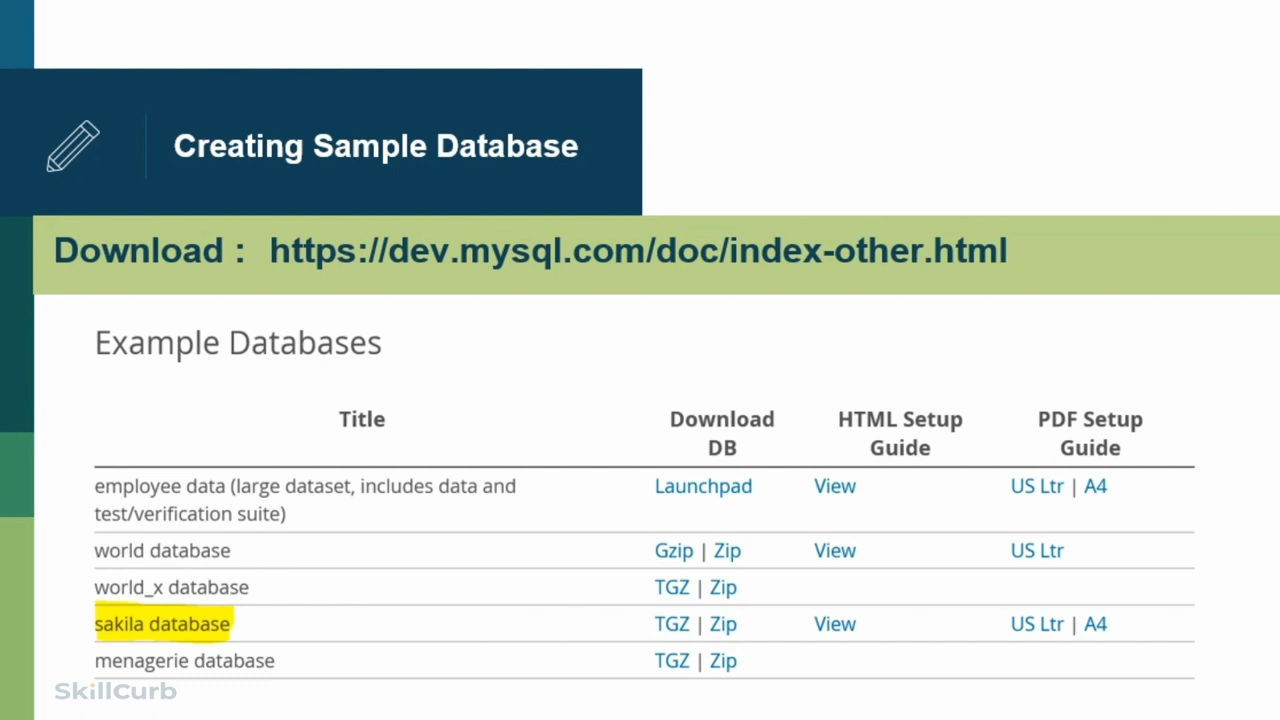 Creating Sample Database
Download : https://dev.mysql.com/doc/index-other.html
Example Databases
Title Download DB HTML Setup Guide PDF Setup Guide
employee data (large dataset, includes data and test/verification suite) Launchpad View US Ltr | A4
world database Gzip | Zip View US Ltr
world_x database TGZ | Zip
sakila database TGZ | Zip View US Ltr | A4
menagerie database TGZ | Zip
SkillCurb